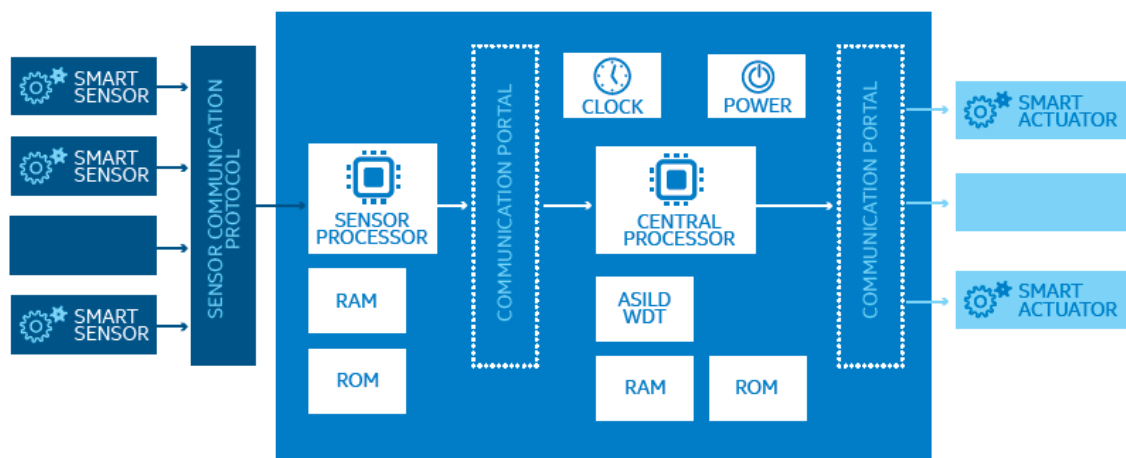 SMART
SENSOR
SMART
SENSOR
SMART
SENSOR
SENSOR COMMUNICATION
PROTOCOL
SENSOR
PROCESSOR
RAM
ROM
COMMUNICATION PORTAL
CLOCK
POWER
CENTRAL
PROCESSOR
ASILD
WDT
RAM
ROM
COMMUNICATION PORTAL
SMART
ACTUATOR
SMART
ACTUATOR